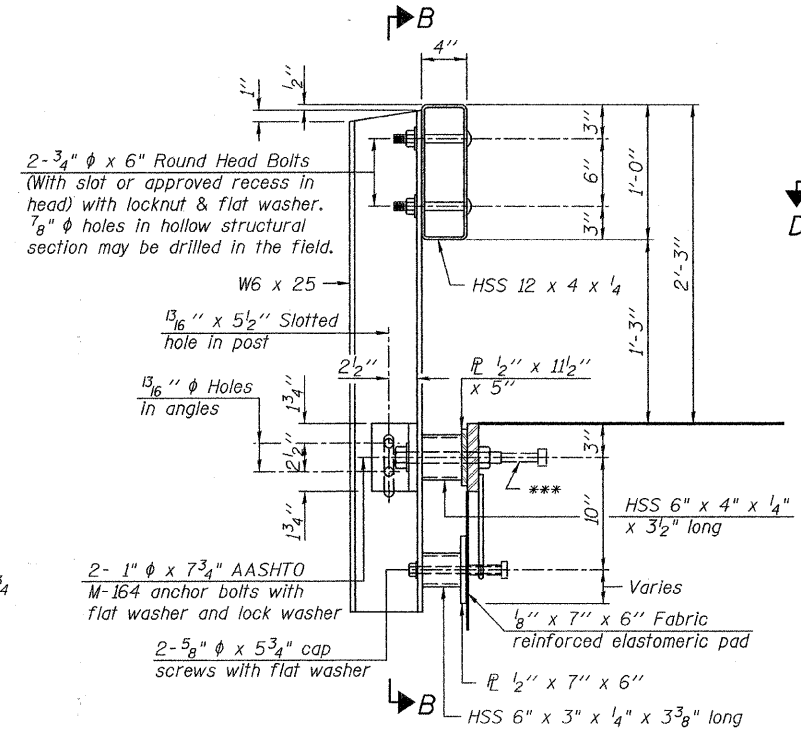 B
4"
1"
1/2"
3"
6"
3"
1'-0
2'-3"
D
2-3/4" ϕ x 6" Round Head Bolts
(With slot or approved recess in
head) with locknut & flat washer.
7/8" ϕ holes in hollow structural
section may be drilled in the field.
W6 x 25
HSS 12 x 4 x 1/4
1'-3"
13/16" x 5 1/2" Slotted
hole in post
2 1/2"
PL 1/2" x 11 1/2"
x 5"
13/16" ϕ Holes
in angles
1 3/4"
2 1/2"
1 3/4"
3"
***
10"
HSS 6" x 4" x 1/4"
x 3 1/2" long
3/4
2- 1" ϕ x 7 3/4" AASHTO
M-164 anchor bolts with
flat washer and lock washer
Varies
1/8" x 7" x 6" Fabric
reinforced elastomeric pad
2-5/8" ϕ x 5 3/4" cap
screws with flat washer
PL 1/2" x 7" x 6"
B
HSS 6" x 3" x 1/4" x 3 3/8" long